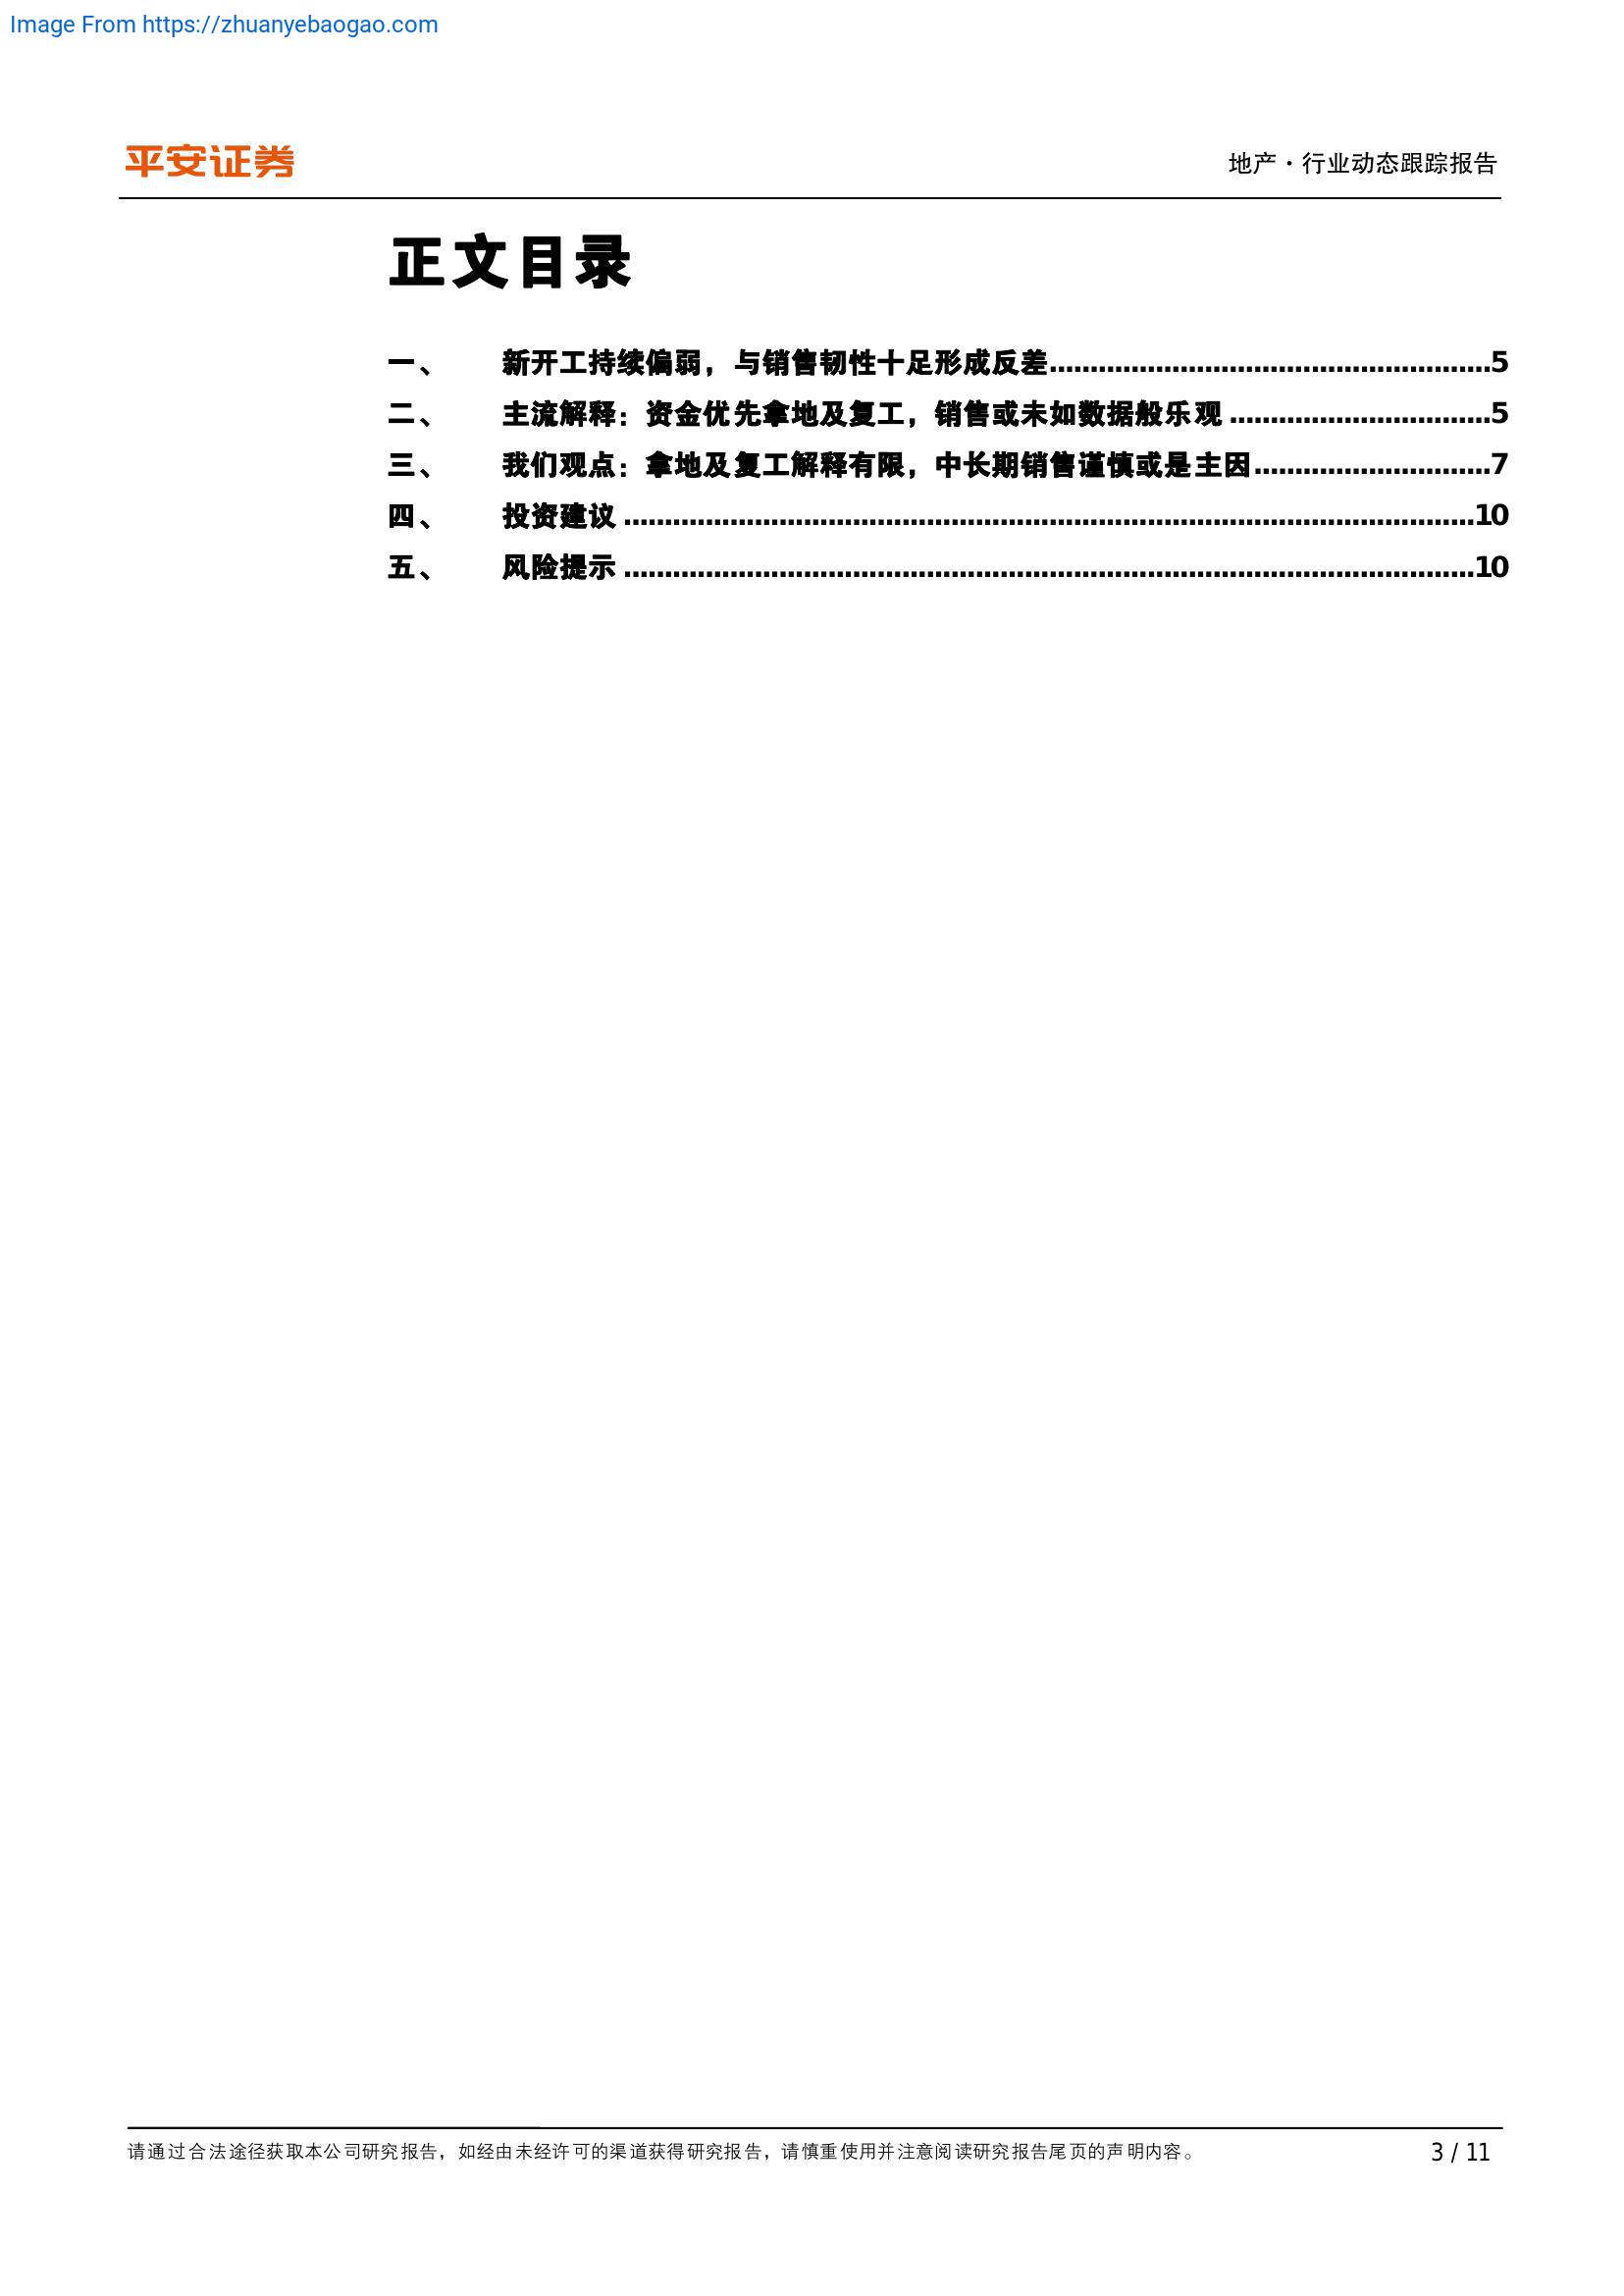 Image From https://zhuanyebaogao.com
平安证券
地产·行业动态跟踪报告
正文目录
一、 新开工持续偏弱，与销售韧性十足形成反差.....................................................5
二、 主流解释：资金优先拿地及复工，销售或未如数据般乐观................................5
三、 我们观点：拿地及复工解释有限，中长期销售谨慎或是主因.............................7
四、 投资建议........................................................................................................10
五、 风险提示........................................................................................................10
请通过合法途径获取本公司研究报告，如经由未经许可的渠道获得研究报告，请慎重使用并注意阅读研究报告尾页的声明内容。
3 / 11